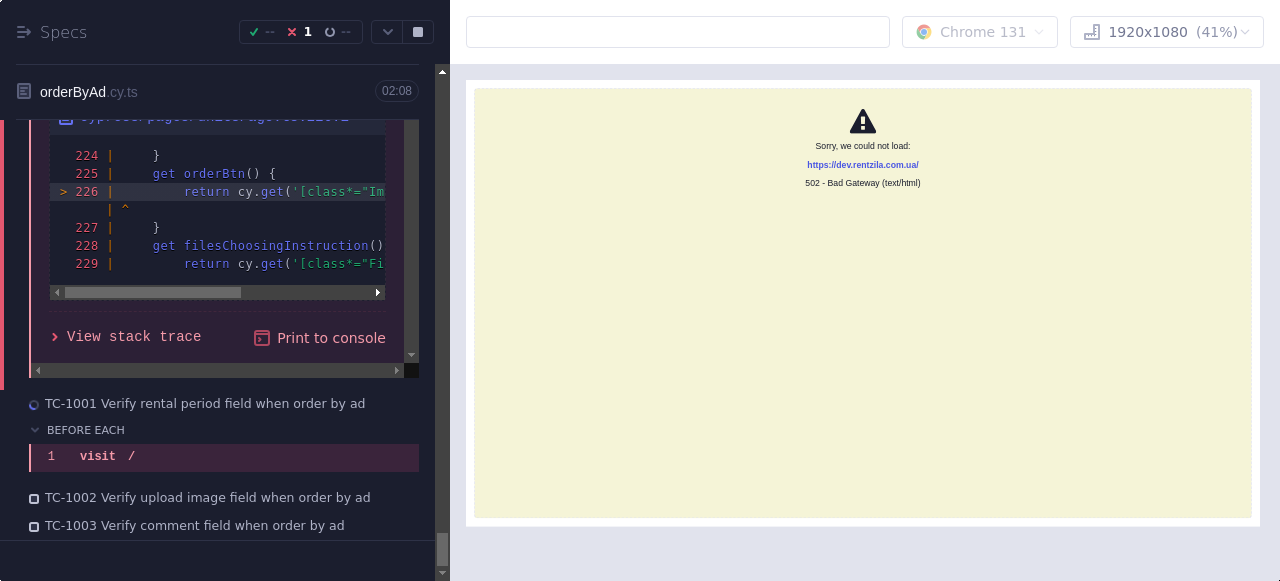 Specs
-- 1 --
Chrome 131
1920x1080 (41%)
orderByAd.cy.ts
02:08
224 | }
225 | get orderBtn() {
> 226 | return cy.get('[class*="Im
| ^
227 | }
228 | get filesChoosingInstruction()
229 | return cy.get('[class*="Fi
View stack trace
Print to console
TC-1001 Verify rental period field when order by ad
BEFORE EACH
1 visit /
TC-1002 Verify upload image field when order by ad
TC-1003 Verify comment field when order by ad
Sorry, we could not load:
https://dev.rentzila.com.ua/
502 - Bad Gateway (text/html)